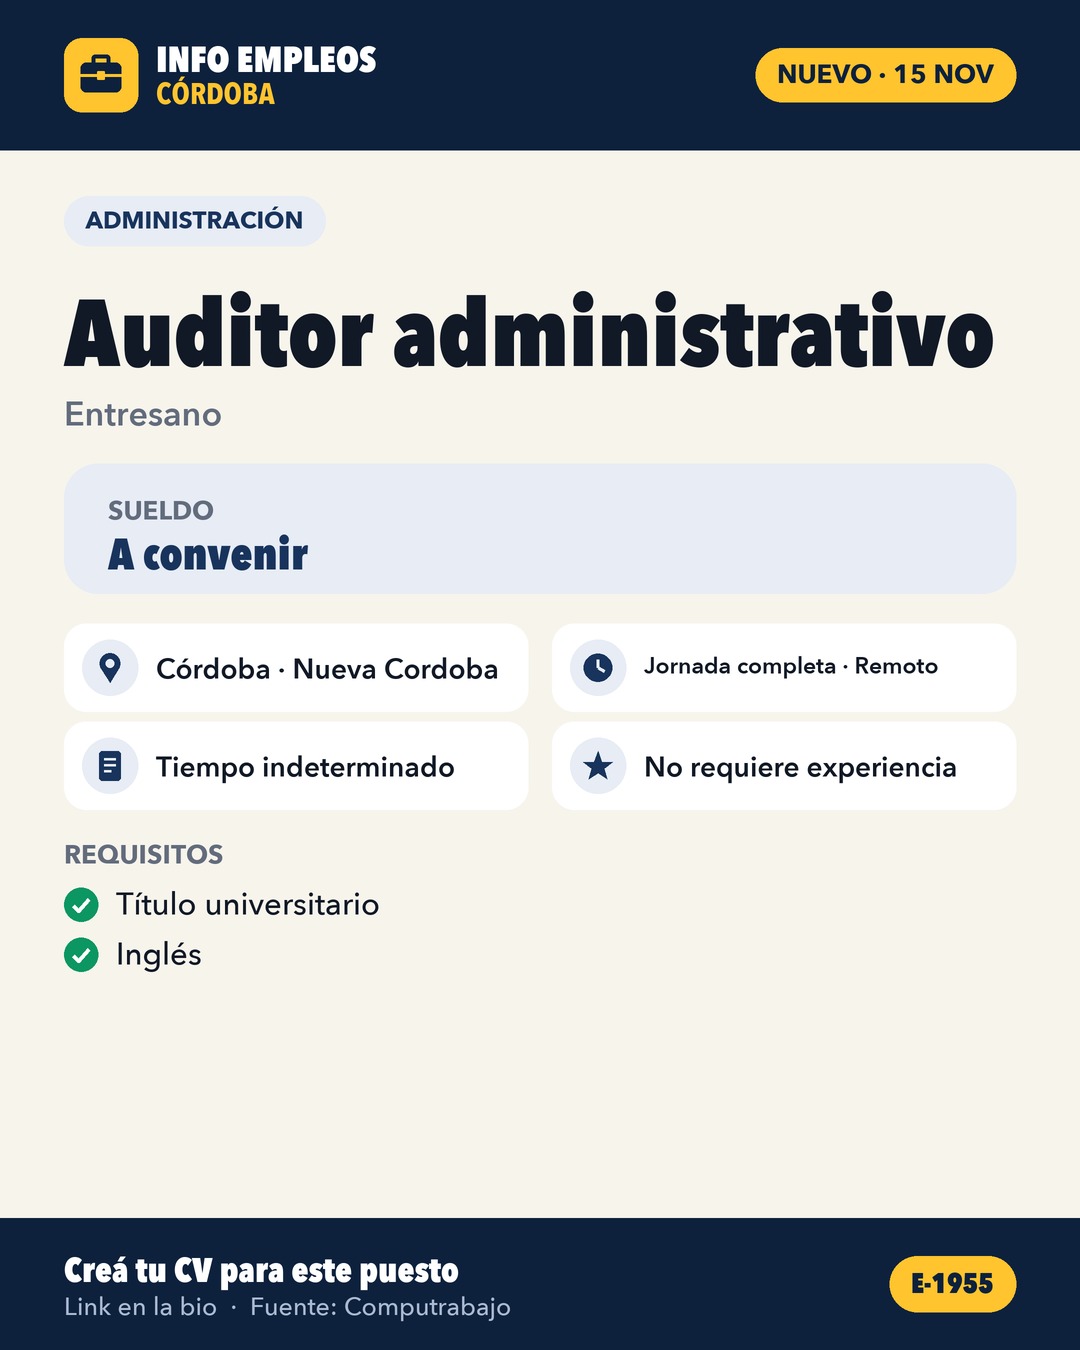 INFO EMPLEOS
CÓRDOBA
NUEVO · 15 NOV
ADMINISTRACIÓN
Auditor administrativo
Entresano
SUELDO
A convenir
Córdoba · Nueva Cordoba
Jornada completa · Remoto
Tiempo indeterminado
No requiere experiencia
REQUISITOS
Título universitario
Inglés
Creá tu CV para este puesto
Link en la bio · Fuente: Computrabajo
E-1955